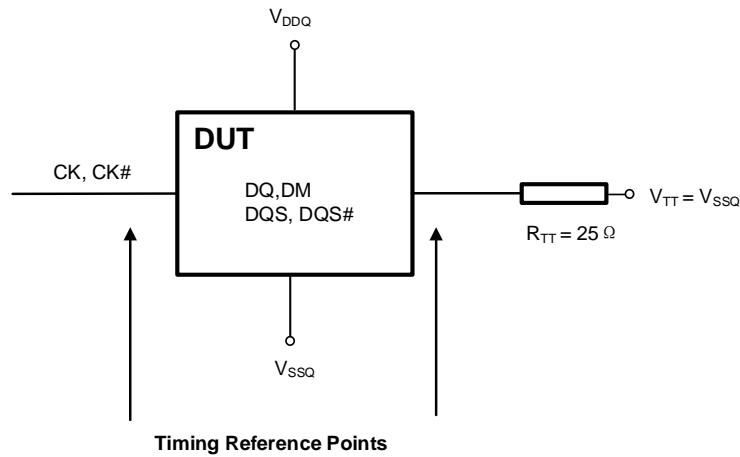 VDDQ
DUT
CK, CK#
DQ,DM
DQS, DQS#
VTT = VSSQ
RTT = 25 Ω
VSSQ
Timing Reference Points